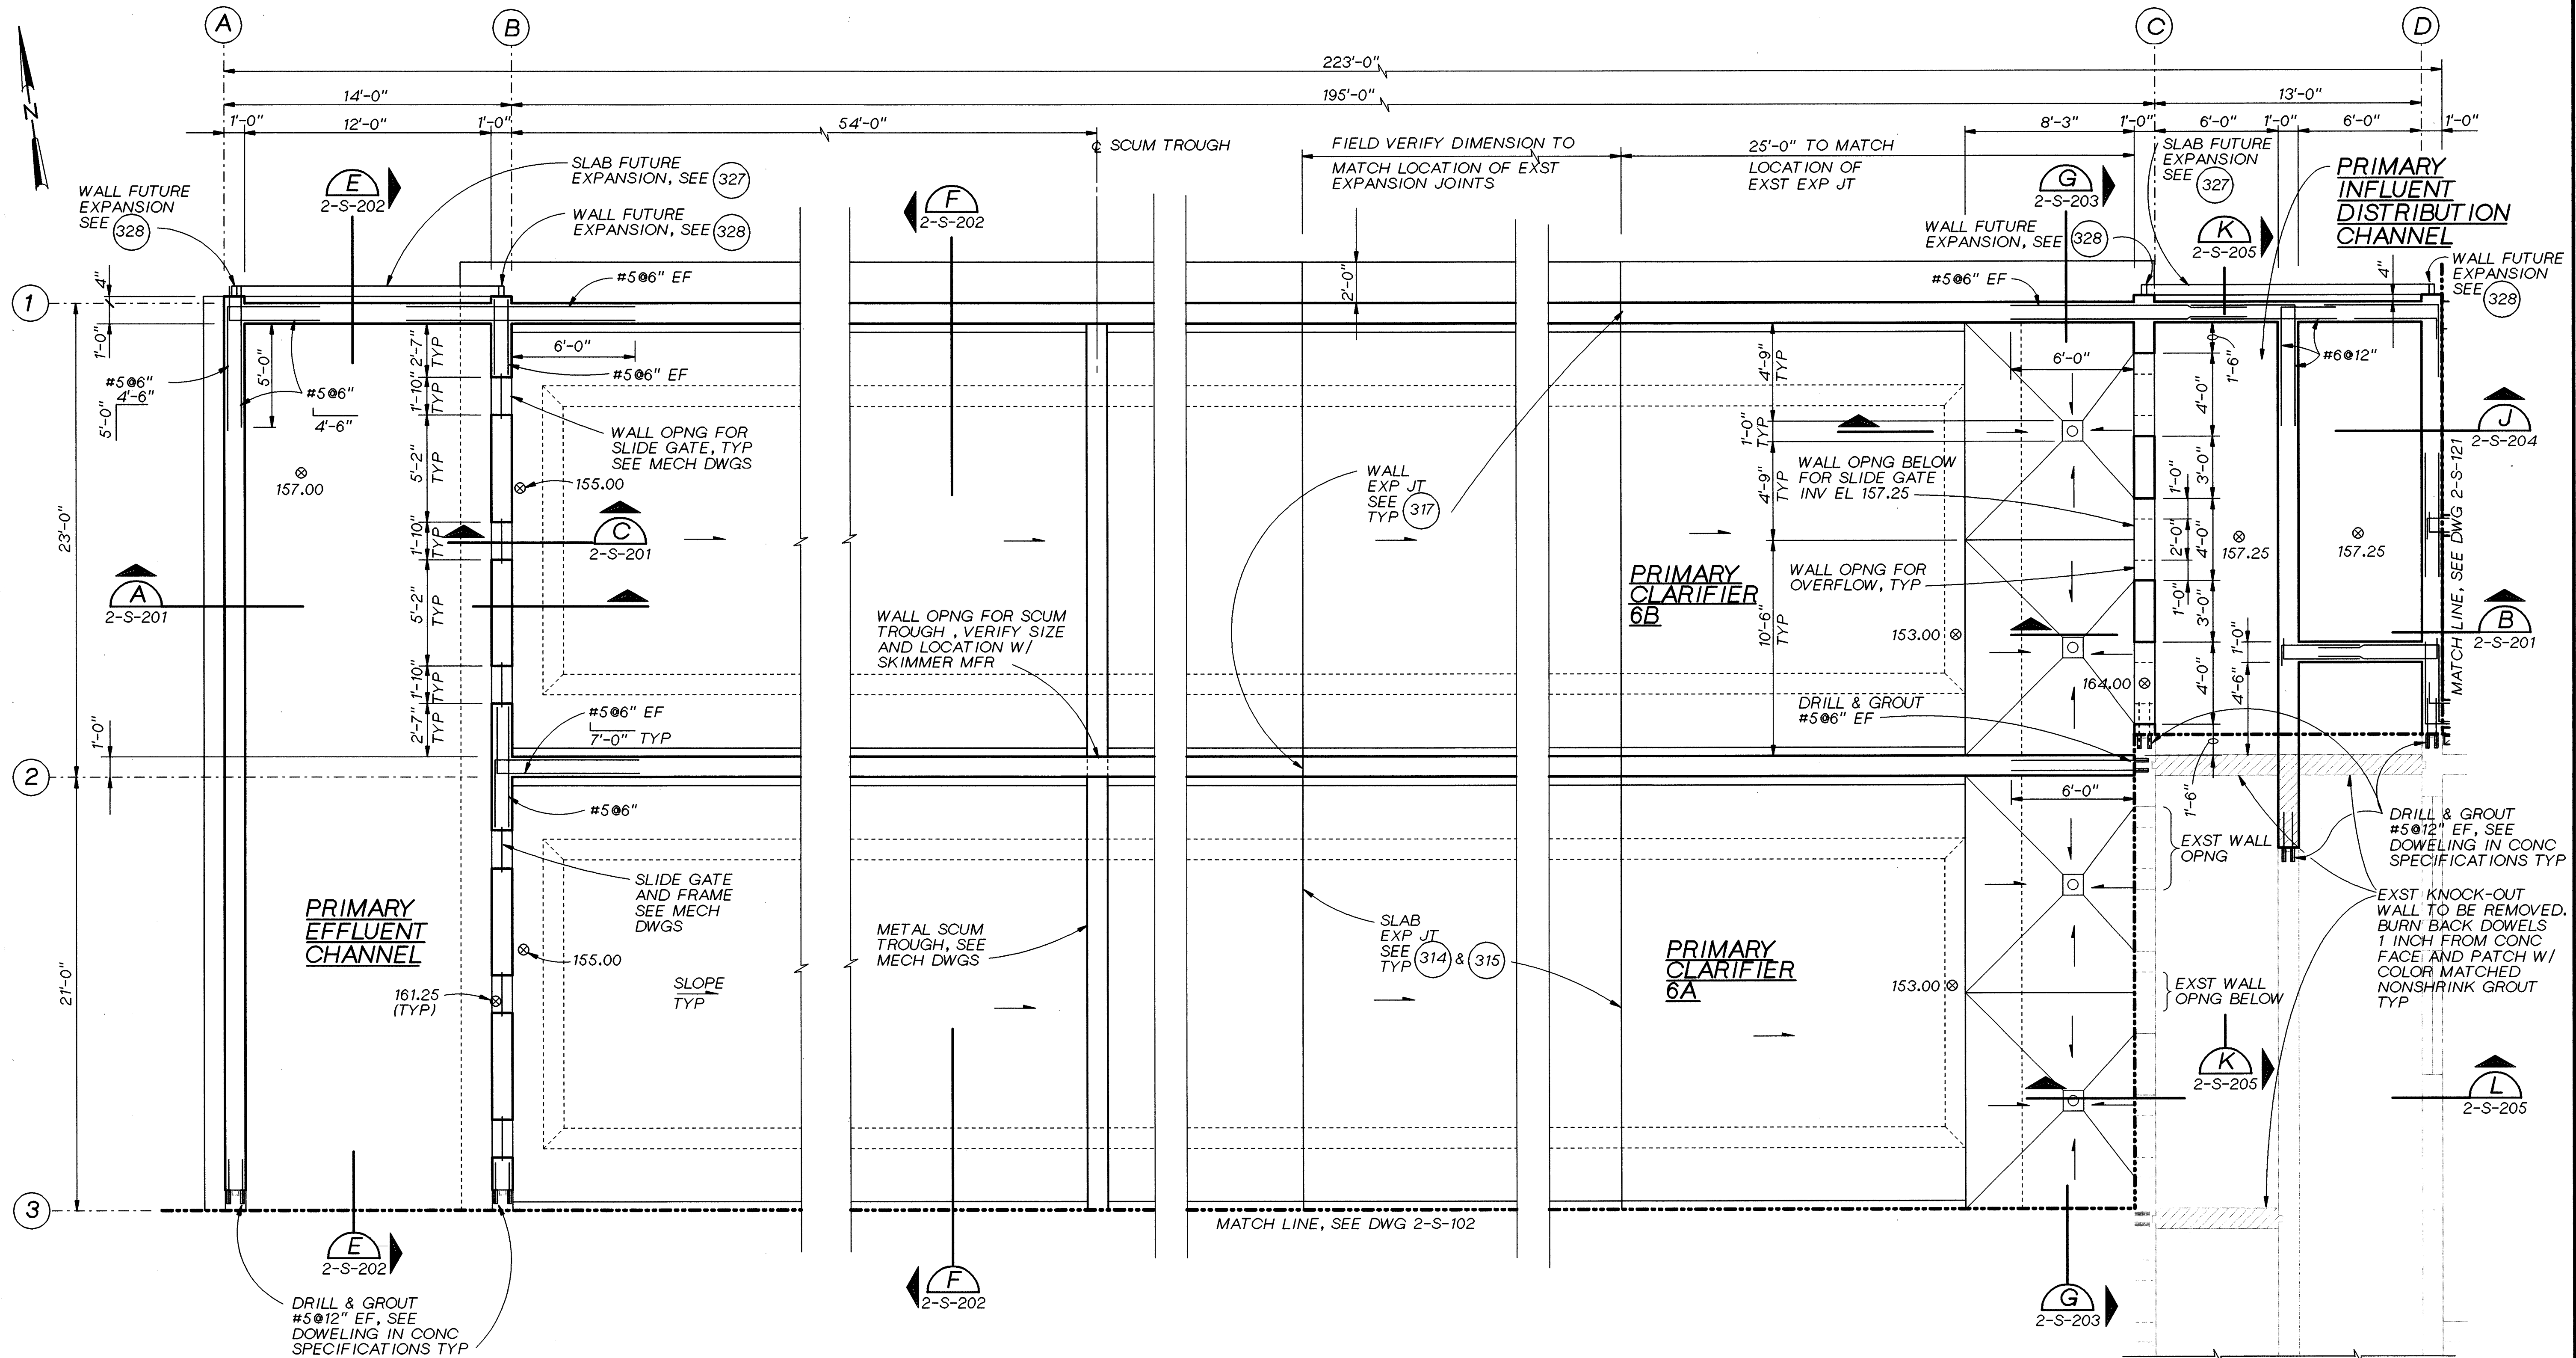 A
B
C
D
N
223'-0"
14'-0"
195'-0"
13'-0"
1'-0"
12'-0"
1'-0"
54'-0"
8'-3"
1'-0"
6'-0"
1'-0"
6'-0"
1'-0"
℄ SCUM TROUGH
FIELD VERIFY DIMENSION TO
MATCH LOCATION OF EXST
EXPANSION JOINTS
25'-0" TO MATCH
LOCATION OF
EXST EXP JT
SLAB FUTURE
EXPANSION, SEE 327
WALL FUTURE
EXPANSION
SEE 328
E
2-S-202
WALL FUTURE
EXPANSION, SEE 328
F
2-S-202
G
2-S-203
SLAB FUTURE
EXPANSION
SEE
327
K
2-S-205
PRIMARY
INFLUENT
DISTRIBUTION
CHANNEL
WALL FUTURE
EXPANSION, SEE 328
WALL FUTURE
EXPANSION
SEE
328
1
4"
1'-0"
#5@6" EF
2'-0"
#5@6" EF
4"
#6@12"
#5@6"
4'-6"
5'-0"
5'-0"
#5@6"
4'-6"
2'-7"
TYP
1'-10"
TYP
5'-2"
TYP
1'-10"
TYP
5'-2"
TYP
1'-10"
TYP
2'-7"
TYP
6'-0"
#5@6" EF
WALL OPNG FOR
SLIDE GATE, TYP
SEE MECH DWGS
157.00
155.00
C
2-S-201
A
2-S-201
23'-0"
WALL
EXP JT
SEE
TYP 317
4'-9"
TYP
1'-0"
TYP
4'-9"
TYP
10'-6"
TYP
6'-0"
WALL OPNG BELOW
FOR SLIDE GATE
INV EL 157.25
WALL OPNG FOR
OVERFLOW, TYP
PRIMARY
CLARIFIER
6B
153.00
164.00
1'-6"
4'-0"
3'-0"
1'-0"
2'-0"
4'-0"
1'-0"
3'-0"
1'-0"
4'-0"
4'-6"
1'-6"
157.25
157.25
J
2-S-204
B
2-S-201
MATCH LINE, SEE DWG 2-S-121
WALL OPNG FOR SCUM
TROUGH , VERIFY SIZE
AND LOCATION W/
SKIMMER MFR
DRILL & GROUT
#5@6" EF
#5@6" EF
7'-0" TYP
1'-0"
2
#5@6"
6'-0"
EXST WALL
OPNG
DRILL & GROUT
#5@12" EF, SEE
DOWELING IN CONC
SPECIFICATIONS TYP
EXST KNOCK-OUT
WALL TO BE REMOVED.
BURN BACK DOWELS
1 INCH FROM CONC
FACE AND PATCH W/
COLOR MATCHED
NONSHRINK GROUT
TYP
SLIDE GATE
AND FRAME
SEE MECH
DWGS
PRIMARY
EFFLUENT
CHANNEL
METAL SCUM
TROUGH, SEE
MECH DWGS
SLAB
EXP JT
SEE
TYP 314 & 315
PRIMARY
CLARIFIER
6A
153.00
155.00
161.25
(TYP)
SLOPE
TYP
21'-0"
EXST WALL
OPNG BELOW
K
2-S-205
L
2-S-205
3
MATCH LINE, SEE DWG 2-S-102
E
2-S-202
F
2-S-202
G
2-S-203
DRILL & GROUT
#5@12" EF, SEE
DOWELING IN CONC
SPECIFICATIONS TYP